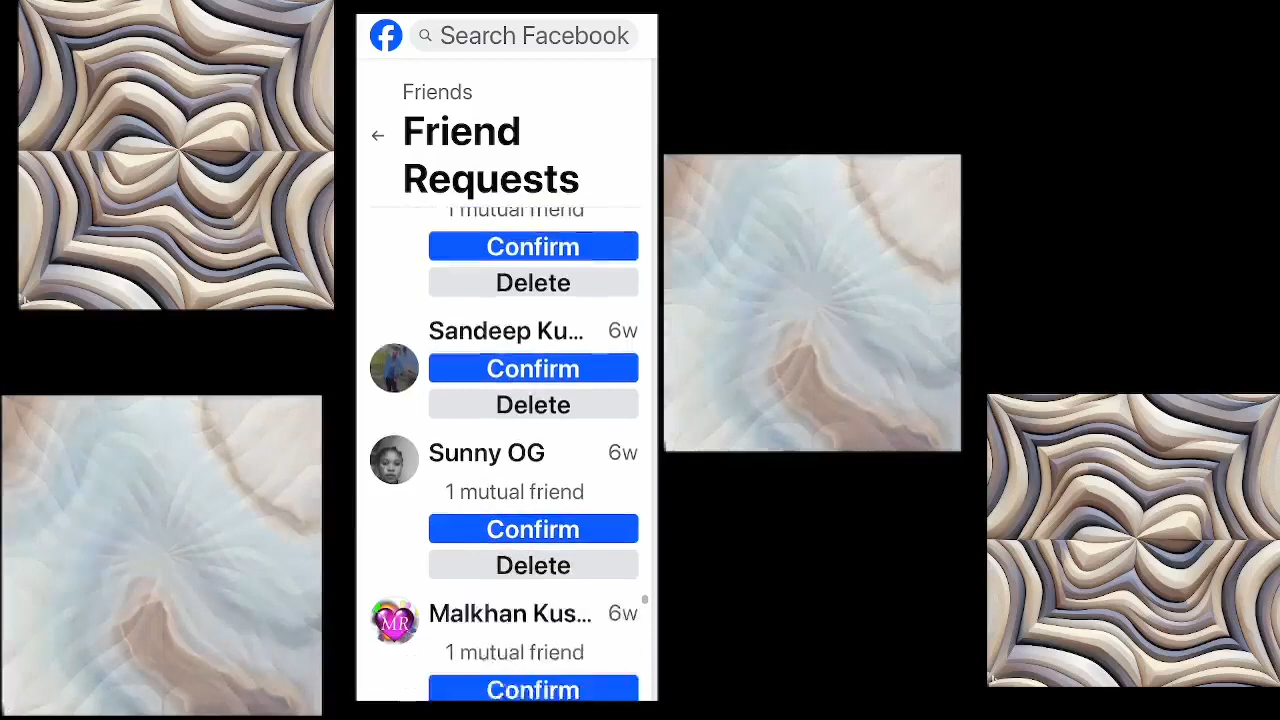 Search Facebook
Friends
Friend
Requests
1 mutual friend
Confirm
Delete
Sandeep Ku... 6w
Confirm
Delete
Sunny OG 6w
1 mutual friend
Confirm
Delete
MR
Malkhan Kus... 6w
1 mutual friend
Confirm